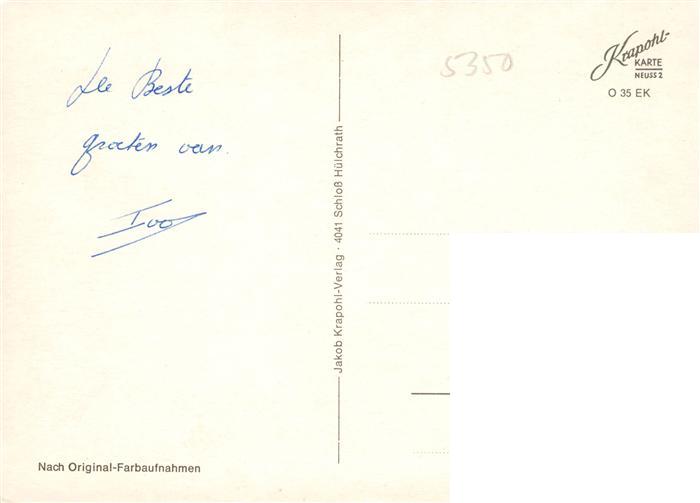 De Beste
groeten van.
Ivo
Nach Original-Farbaufnahmen
Jakob Krapohl-Verlag · 4041 Schloß Hülchrath
5350
Krapohl-
KARTE
NEUSS 2
O 35 EK